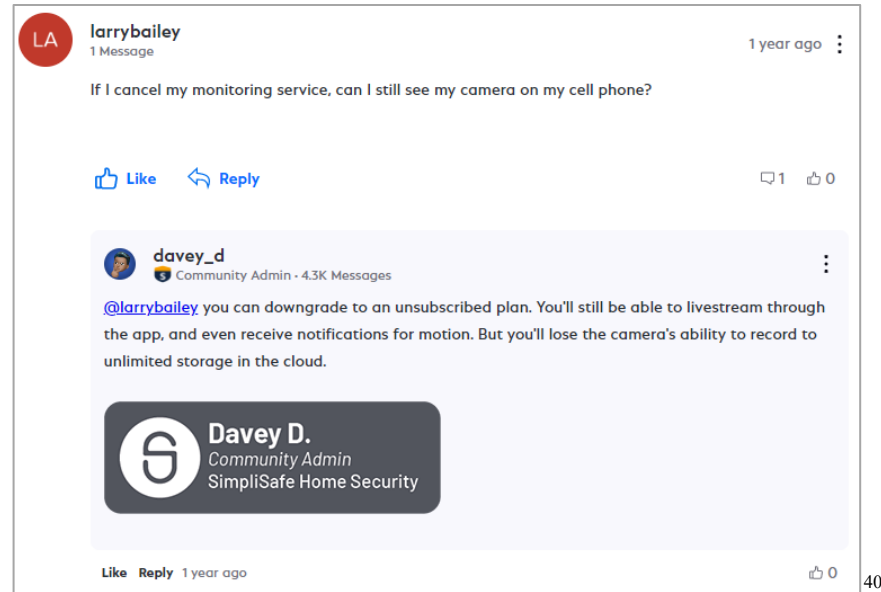 LA
larrybailey
1 Message
1 year ago
If I cancel my monitoring service, can I still see my camera on my cell phone?
Like Reply
1 0
davey_d
S Community Admin • 4.3K Messages
@larrybailey you can downgrade to an unsubscribed plan. You'll still be able to livestream through
the app, and even receive notifications for motion. But you'll lose the camera's ability to record to
unlimited storage in the cloud.
S
Davey D.
Community Admin
SimpliSafe Home Security
Like Reply 1 year ago
0
40